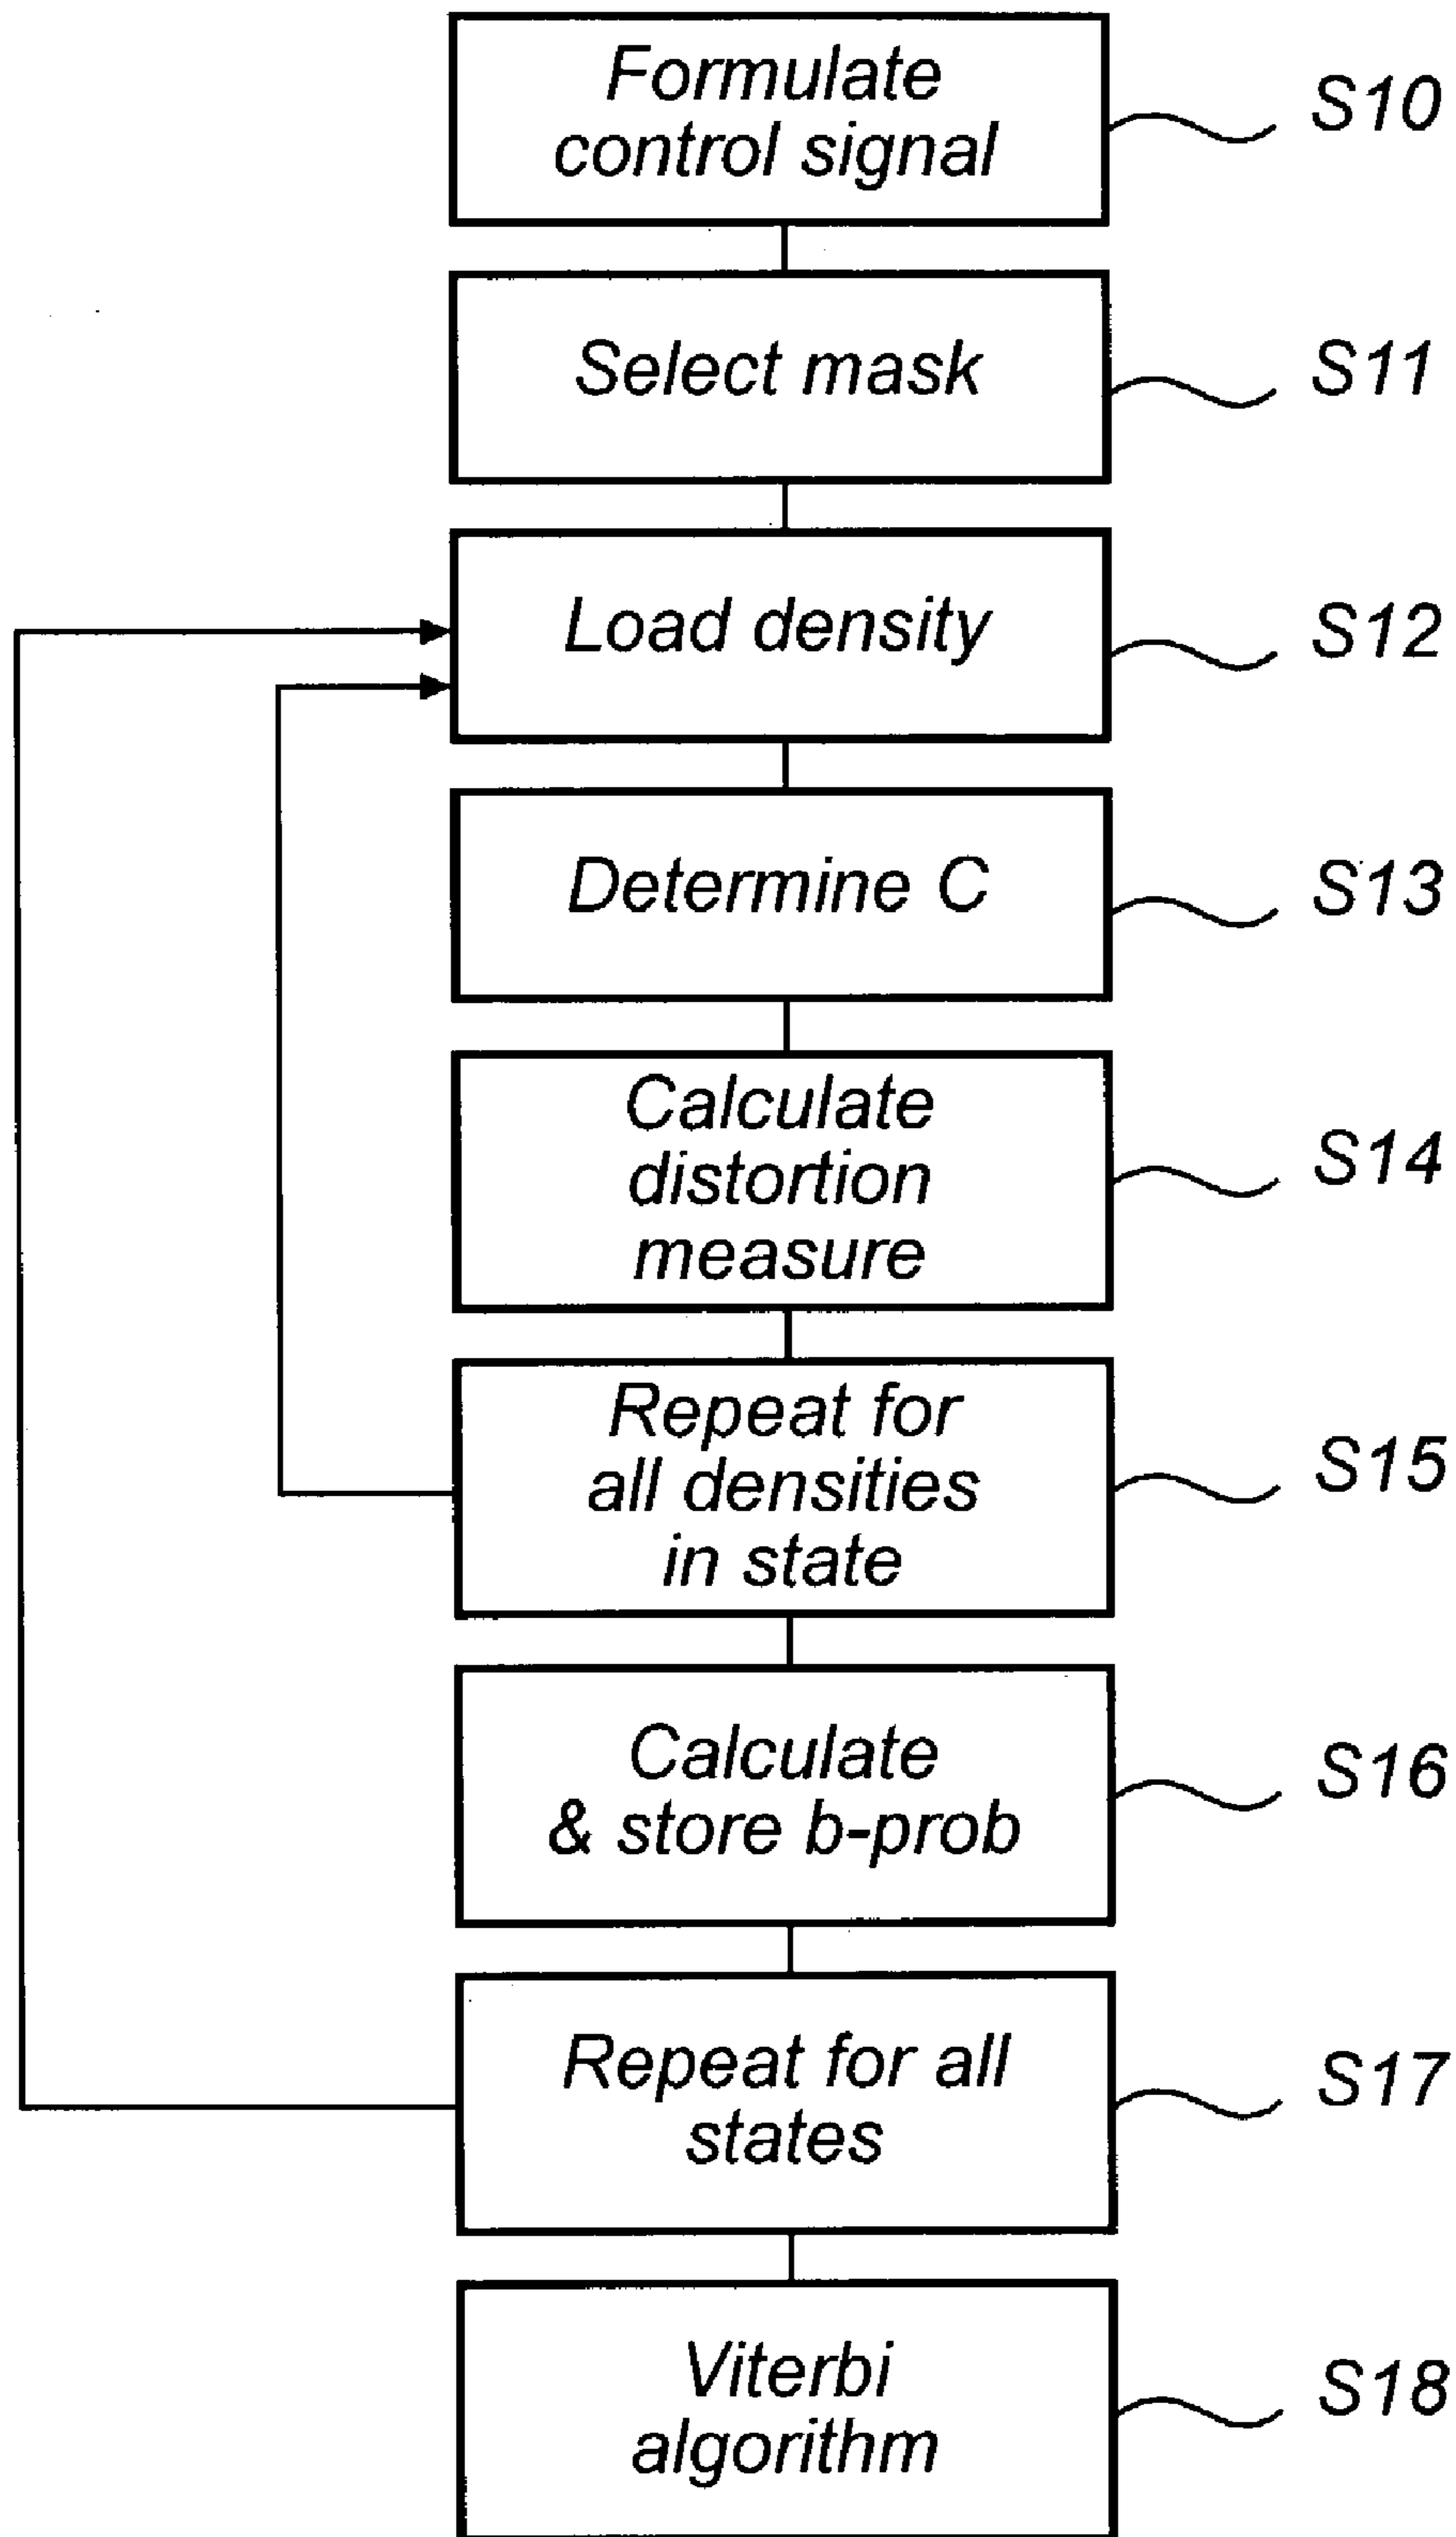 Formulate
control signal
S10
Select mask
S11
Load density
S12
Determine C
S13
Calculate
distortion
measure
S14
Repeat for
all densities
in state
S15
Calculate
& store b-prob
S16
Repeat for all
states
S17
Viterbi
algorithm
S18